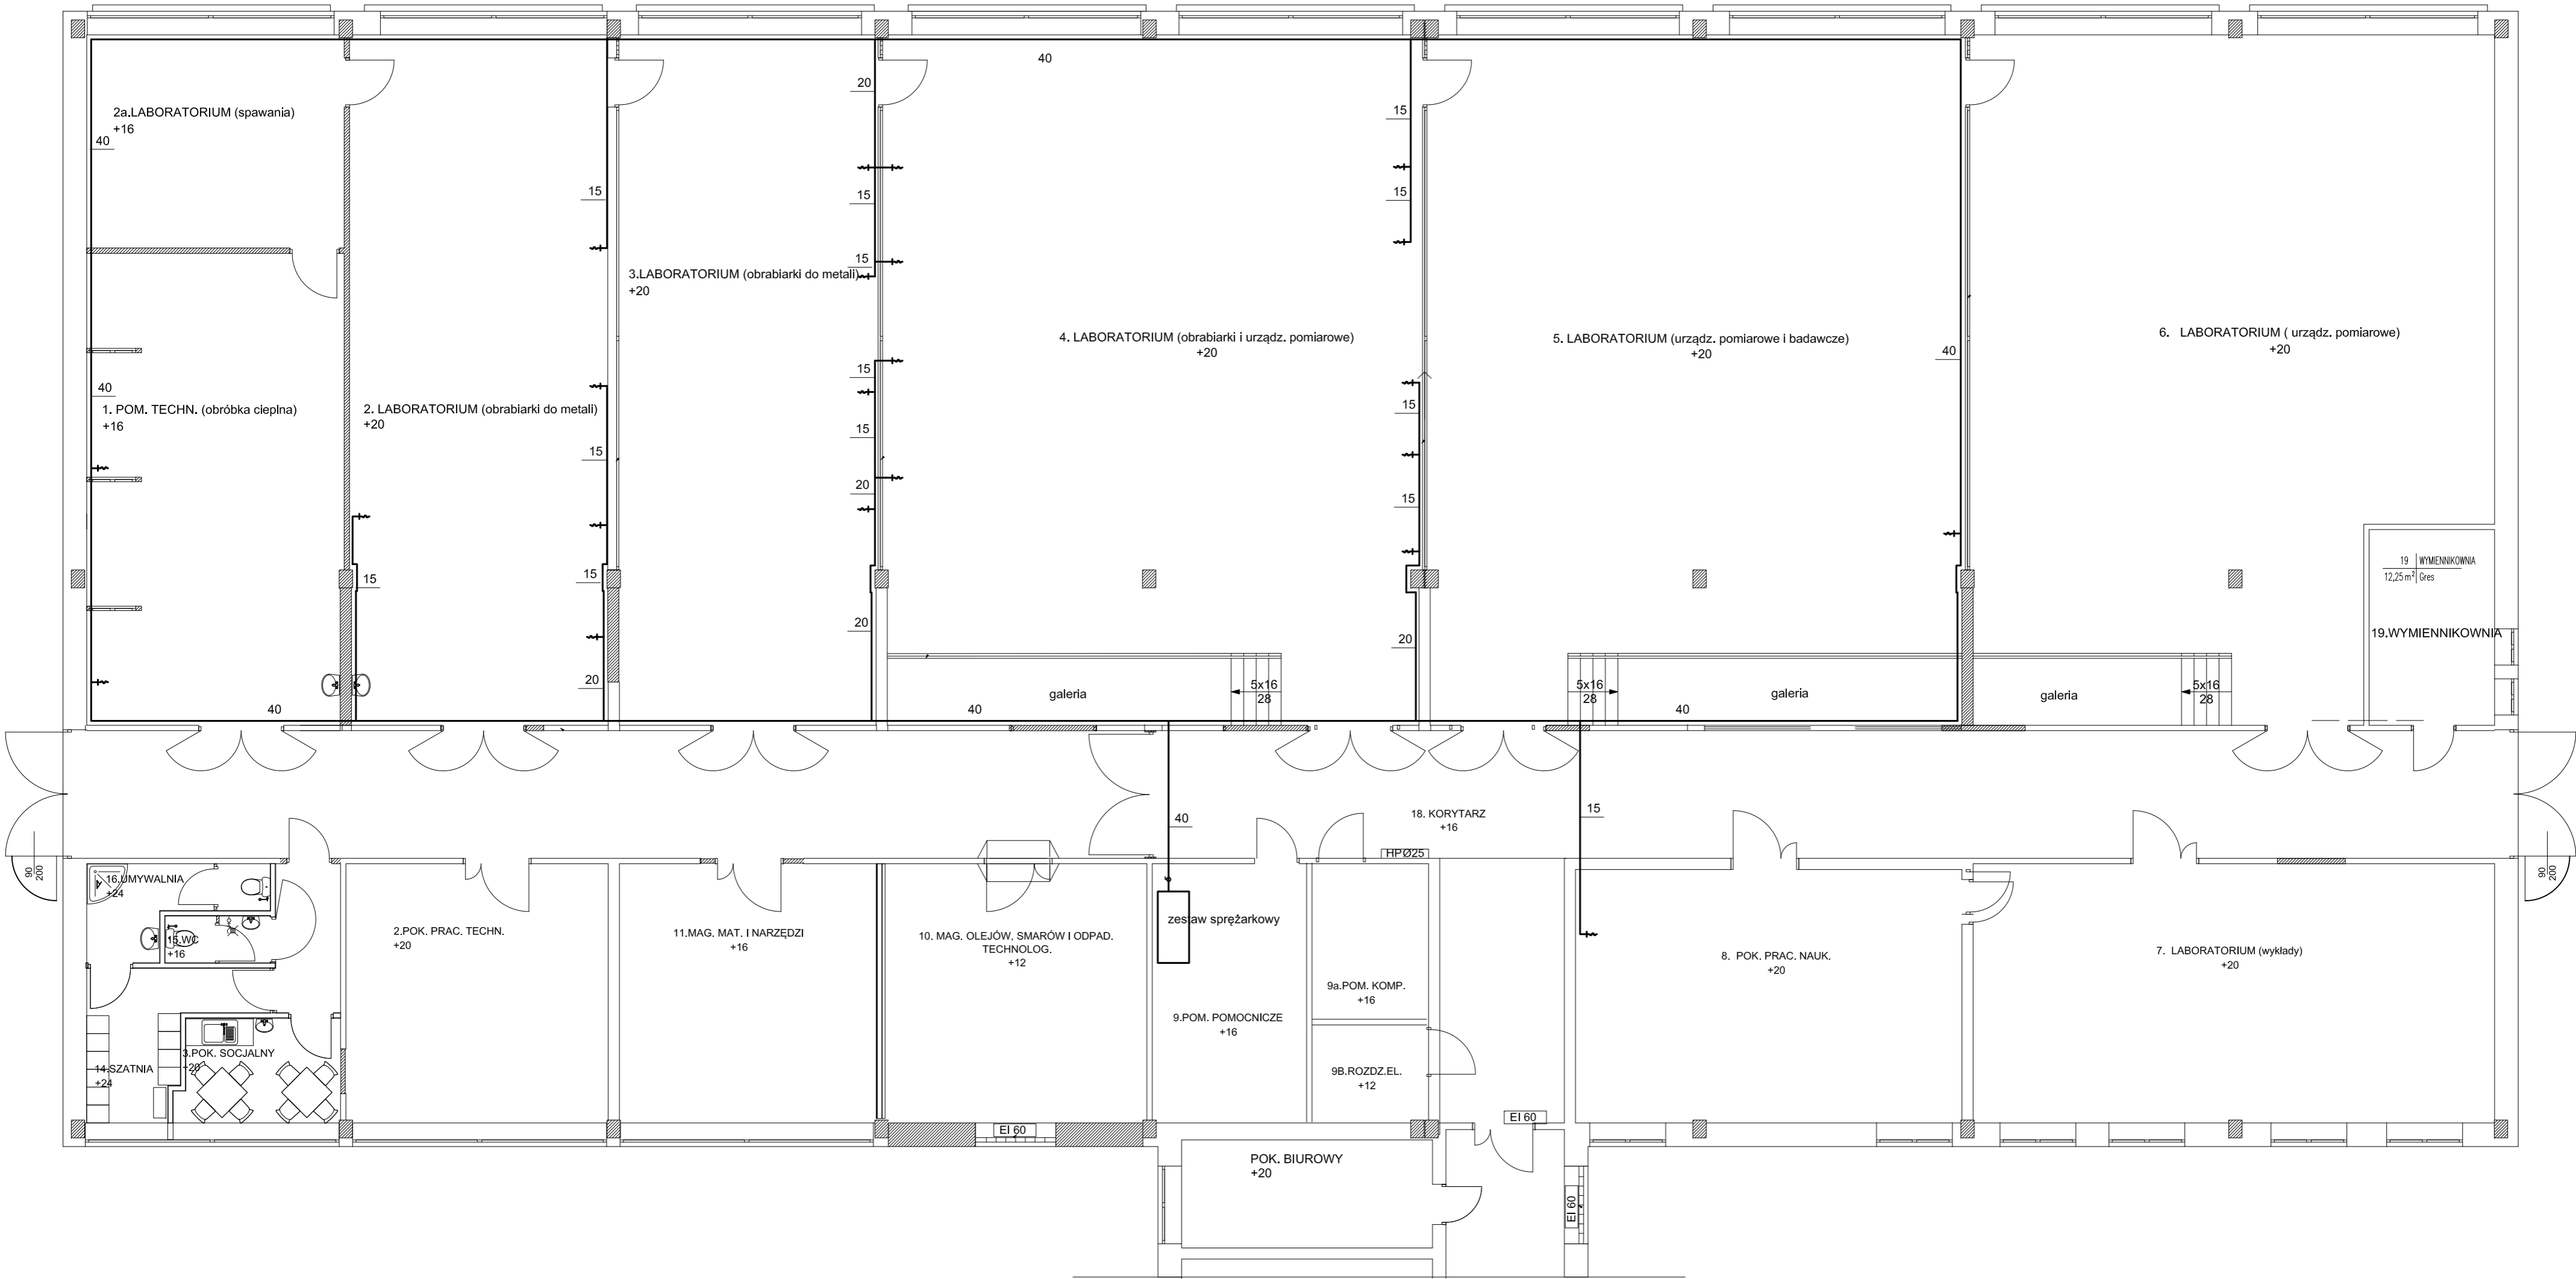 40
20
2a.LABORATORIUM (spawania)
+16
40
15
15
15
15
15
15
3.LABORATORIUM (obrabiarki do metali)
+20
4. LABORATORIUM (obrabiarki i urządz. pomiarowe)
+20
5. LABORATORIUM (urządz. pomiarowe i badawcze)
+20
6. LABORATORIUM ( urządz. pomiarowe)
+20
40
15
40
1. POM. TECHN. (obróbka cieplna)
+16
2. LABORATORIUM (obrabiarki do metali)
+20
15
15
15
20
15
19 WYMIENNIKOWNIA
12,25 m² Gres
15
15
20
20
19.WYMIENNIKOWNIA
20
5x16
28
5x16
28
5x16
28
galeria
galeria
galeria
40
40
40
40
18. KORYTARZ
+16
15
HPØ25
90
200
90
200
16.UMYWALNIA
+24
15.WC
+16
2.POK. PRAC. TECHN.
+20
11.MAG. MAT. I NARZĘDZI
+16
10. MAG. OLEJÓW, SMARÓW I ODPAD.
TECHNOLOG.
+12
zestaw sprężarkowy
8. POK. PRAC. NAUK.
+20
7. LABORATORIUM (wykłady)
+20
9a.POM. KOMP.
+16
9.POM. POMOCNICZE
+16
3.POK. SOCJALNY
+20
14.SZATNIA
+24
9B.ROZDZ.EL.
+12
EI 60
EI 60
POK. BIUROWY
+20
EI 60